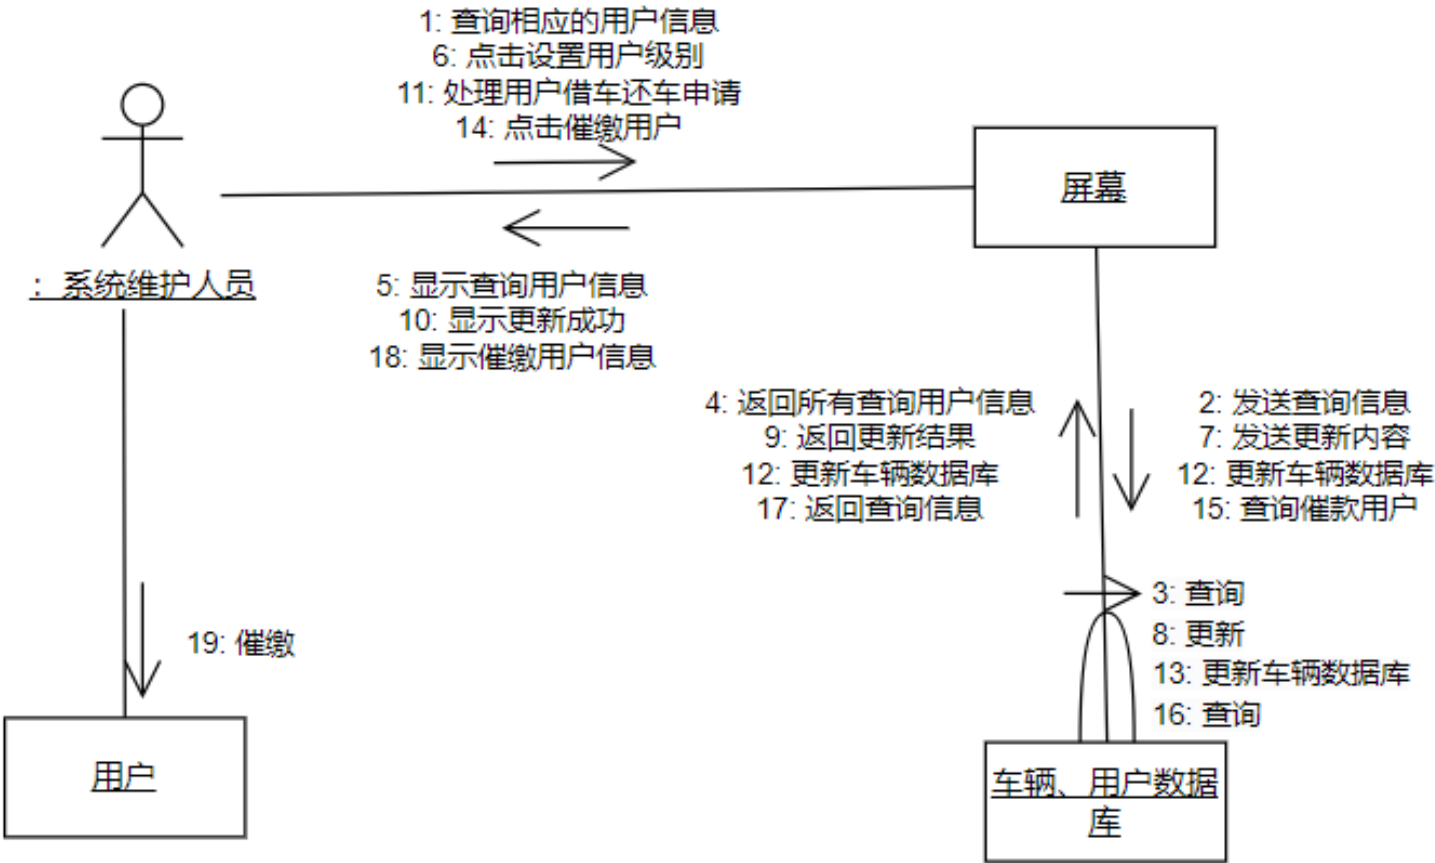 1: 查询相应的用户信息
6: 点击设置用户级别
11: 处理用户借车还车申请
14: 点击催缴用户
屏幕
: 系统维护人员
5: 显示查询用户信息
10: 显示更新成功
18: 显示催缴用户信息
4: 返回所有查询用户信息
9: 返回更新结果
12: 更新车辆数据库
17: 返回查询信息
2: 发送查询信息
7: 发送更新内容
12: 更新车辆数据库
15: 查询催款用户
3: 查询
8: 更新
13: 更新车辆数据库
16: 查询
19: 催缴
用户
车辆、用户数据
库